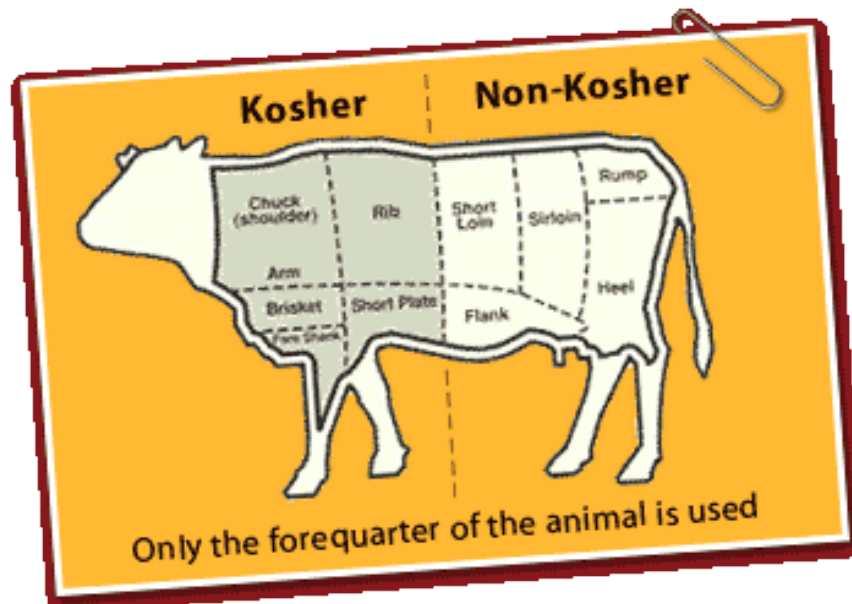 Kosher
Non-Kosher
Chuck
(shoulder)
Arm
Rib
Short
Loin
Sirloin
Rump
Heel
Brisket
Short Plate
Flank
Fore Shank
Only the forequarter of the animal is used